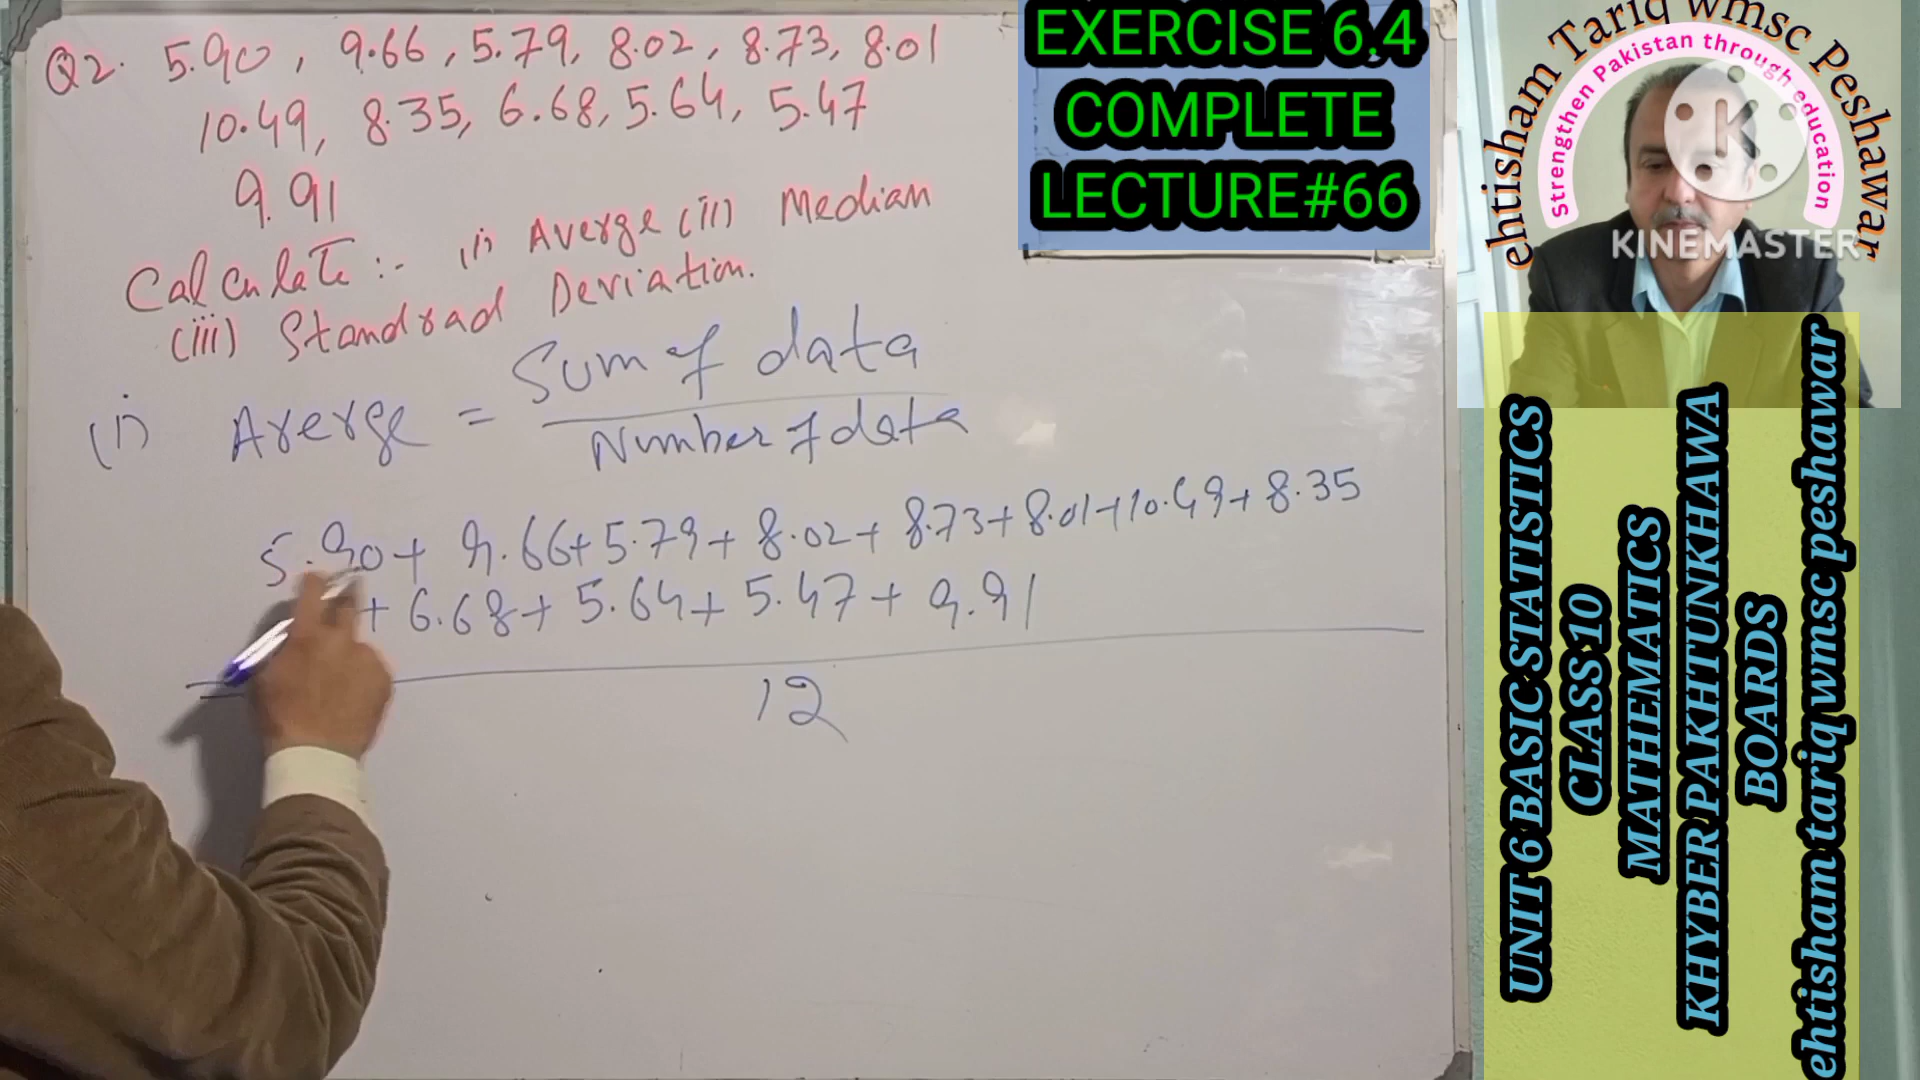 Q2. 5.90, 9.66, 5.79, 8.02, 8.73, 8.01
10.49, 8.35, 6.68, 5.64, 5.47
9.91
Calculate :- (i) Averge (ii) Median
(iii) Standrad Deviation.
(i) Averge = Sum of data
Number of data
5.90 + 9.66 + 5.79 + 8.02 + 8.73 + 8.01 + 10.49 + 8.35
+ 6.68 + 5.64 + 5.47 + 9.91
12
EXERCISE 6.4
COMPLETE
LECTURE#66
ehtisham Tariq wmsc Peshawar
Strengthen Pakistan through education
K
KINEMASTER
UNIT 6 BASIC STATISTICS
CLASS 10
MATHEMATICS
KHYBER PAKHTUNKHAWA
BOARDS
ehtisham tariq wmsc peshawar